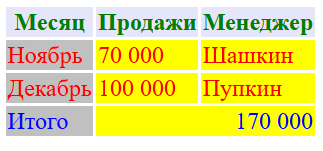 Месяц Продажи Менеджер
Ноябрь 70 000 Шашкин
Декабрь 100 000 Пупкин
Итого 170 000